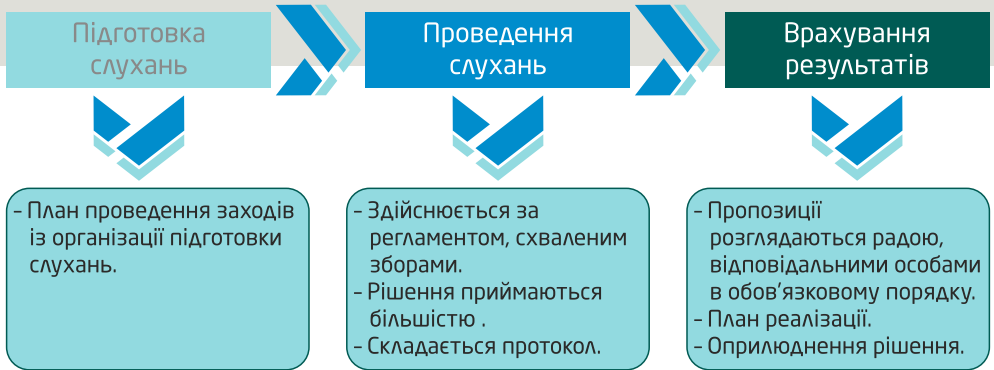 Підготовка
слухань
Проведення
слухань
Врахування
результатів
– План проведення заходів
із організації підготовки
слухань.
– Здійснюється за
регламентом, схваленим
зборами.
– Рішення приймаються
більшістю .
– Складається протокол.
– Пропозиції
розглядаються радою,
відповідальними особами
в обов’язковому порядку.
– План реалізації.
– Оприлюднення рішення.